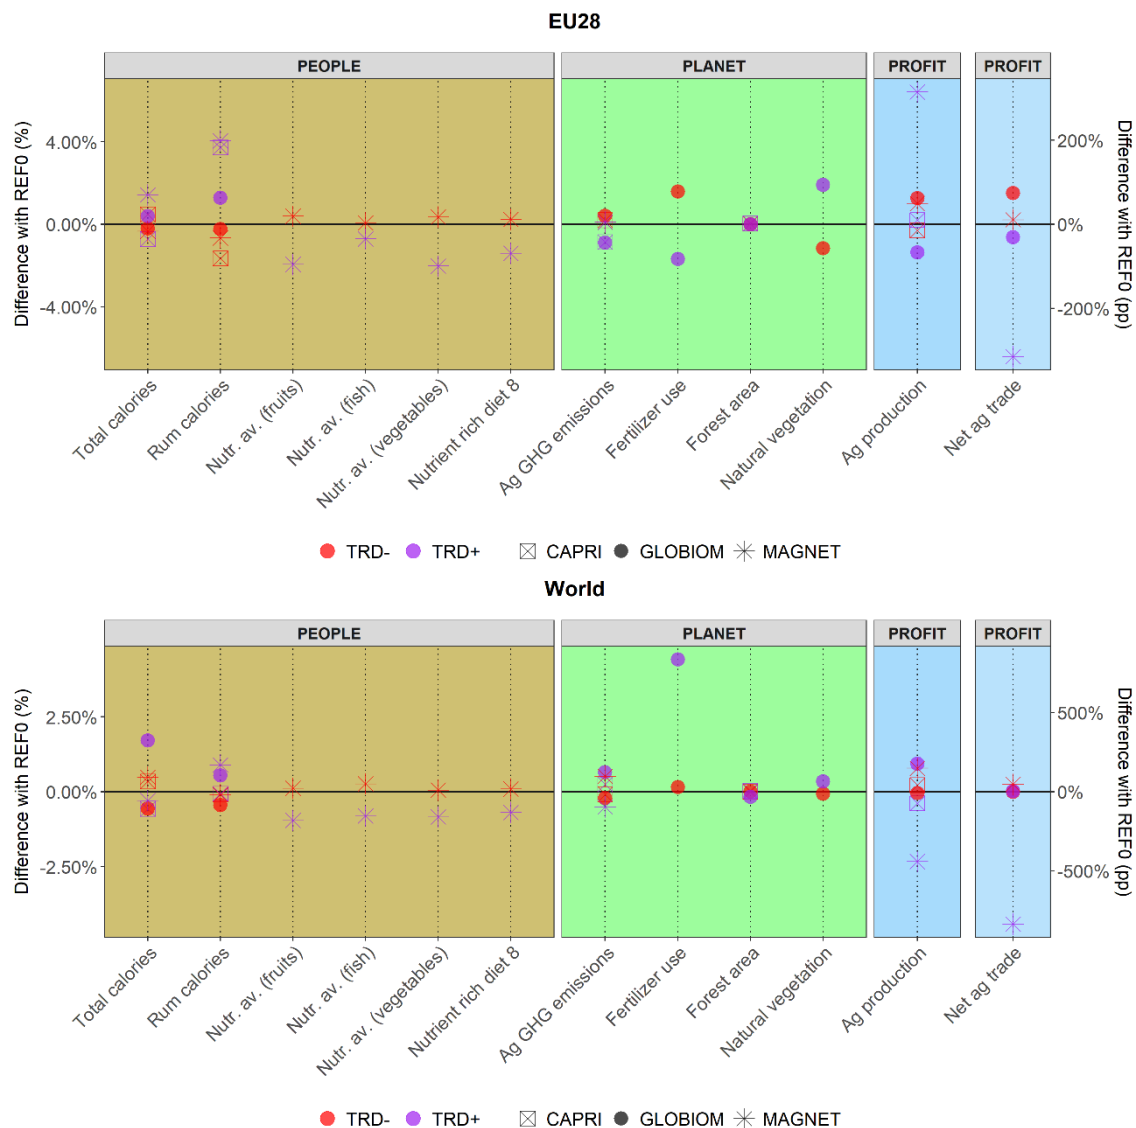 EU28
PEOPLE PLANET PROFIT PROFIT
Difference with REF0 (%)
4.00%
0.00%
-4.00%
200%
0%
-200%
Difference with REF0 (pp)
Total calories
Rum calories
Nutr. av. (fruits)
Nutr. av. (fish)
Nutr. av. (vegetables)
Nutrient rich diet 8
Ag GHG emissions
Fertilizer use
Forest area
Natural vegetation
Ag production
Net ag trade
TRD- TRD+ CAPRI GLOBIOM MAGNET
World
PEOPLE PLANET PROFIT PROFIT
Difference with REF0 (%)
2.50%
0.00%
-2.50%
500%
0%
-500%
Difference with REF0 (pp)
Total calories
Rum calories
Nutr. av. (fruits)
Nutr. av. (fish)
Nutr. av. (vegetables)
Nutrient rich diet 8
Ag GHG emissions
Fertilizer use
Forest area
Natural vegetation
Ag production
Net ag trade
TRD- TRD+ CAPRI GLOBIOM MAGNET